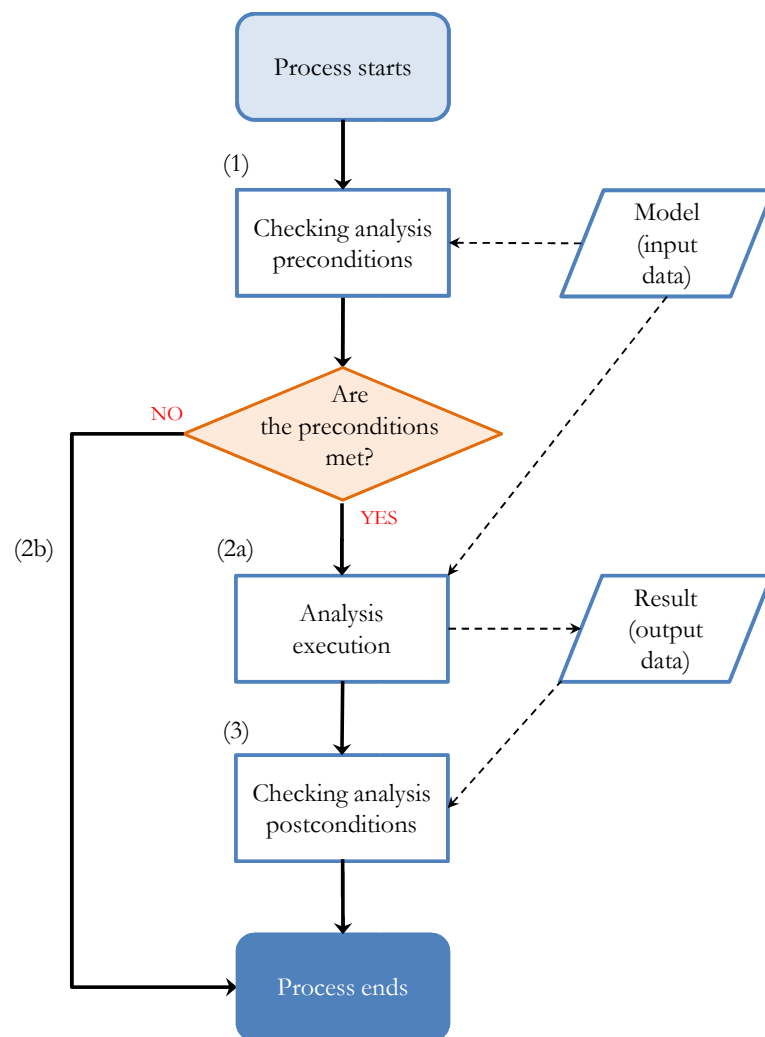 Process starts
(1)
Checking analysis
preconditions
Model
(input
data)
Are
the preconditions
met?
NO
YES
(2b)
(2a)
Analysis
execution
Result
(output
data)
(3)
Checking analysis
postconditions
Process ends